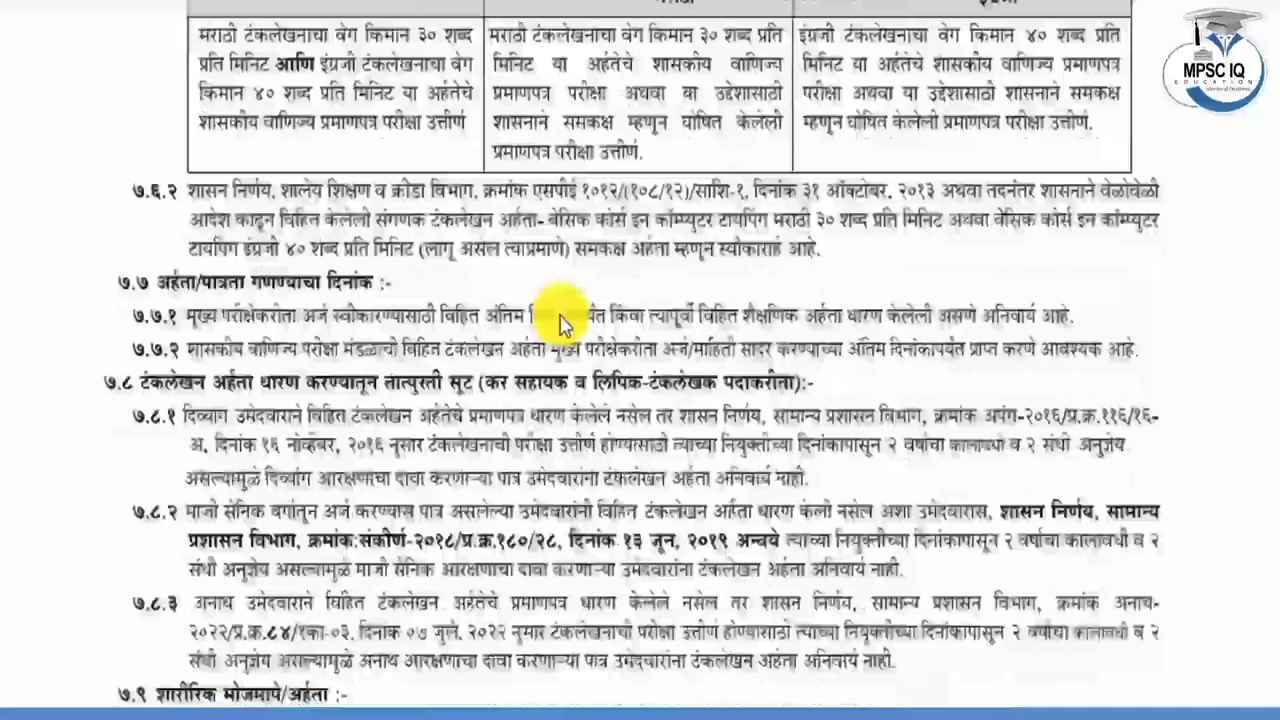 मराठी टंकलेखनाचा वेग किमान ३० शब्द
प्रति मिनिट आणि इंग्रजी टंकलेखनाचा वेग
किमान ४० शब्द प्रति मिनिट या अर्हतेचे
शासकीय वाणिज्य प्रमाणपत्र परीक्षा उत्तीर्ण
मराठी टंकलेखनाचा वेग किमान ३० शब्द प्रति
मिनिट या अर्हतेचे शासकीय वाणिज्य
प्रमाणपत्र परीक्षा अथवा या उद्देशासाठी
शासनाने समकक्ष म्हणून घोषित केलेली
प्रमाणपत्र परीक्षा उत्तीर्ण.
इंग्रजी टंकलेखनाचा वेग किमान ४० शब्द प्रति
मिनिट या अर्हतेचे शासकीय वाणिज्य प्रमाणपत्र
परीक्षा अथवा या उद्देशासाठी शासनाने समकक्ष
म्हणून घोषित केलेली प्रमाणपत्र परीक्षा उत्तीर्ण.
MPSC IQ
EDUCATION
७.६.२ शासन निर्णय, शालेय शिक्षण व क्रीडा विभाग, क्रमांक एसपीई १०१२/(१०८/१२)/साशि-१, दिनांक ३१ ऑक्टोबर, २०१३ अथवा तदनंतर शासनाने वेळोवेळी
आदेश काढून विहित केलेली संगणक टंकलेखन अर्हता- बेसिक कोर्स इन कॉम्प्युटर टायपिंग मराठी ३० शब्द प्रति मिनिट अथवा बेसिक कोर्स इन कॉम्प्युटर
टायपिंग इंग्रजी ४० शब्द प्रति मिनिट (लागू असेल त्याप्रमाणे) समकक्ष अर्हता म्हणून स्वीकारार्ह आहे.
७.७ अर्हता/पात्रता गणण्याचा दिनांक :-
७.७.१ मुख्य परीक्षेकरीता अर्ज स्वीकारण्यासाठी विहित अंतिम किंवा त्यापूर्वी विहित शैक्षणिक अर्हता धारण केलेली असणे अनिवार्य आहे.
७.७.२ शासकीय वाणिज्य परीक्षा मंडळाची विहित टंकलेखन अर्हता मुख्य परीक्षेकरीता अर्ज/माहिती सादर करण्याच्या अंतिम दिनांकापर्यंत प्राप्त करणे आवश्यक आहे.
७.८ टंकलेखन अर्हता धारण करण्यातून तात्पुरती सूट (कर सहायक व लिपिक-टंकलेखक पदाकरीता):-
७.८.१ दिव्यांग उमेदवाराने विहित टंकलेखन अर्हतेचे प्रमाणपत्र धारण केलेले नसेल तर शासन निर्णय, सामान्य प्रशासन विभाग, क्रमांक अपंग-२०१६/प्र.क्र.११६/१६-
अ, दिनांक १६ नोव्हेंबर, २०१६ नुसार टंकलेखनाची परीक्षा उत्तीर्ण होण्यासाठी त्याच्या नियुक्तीच्या दिनांकापासून २ वर्षाचा कालावधी व २ संधी अनुज्ञेय
असल्यामुळे दिव्यांग आरक्षणाचा दावा करणाऱ्या पात्र उमेदवारांना टंकलेखन अर्हता अनिवार्य नाही.
७.८.२ माजी सैनिक वर्गातून अर्ज करण्यास पात्र असलेल्या उमेदवारांनी विहित टंकलेखन अर्हता धारण केली नसेल अशा उमेदवारास, शासन निर्णय, सामान्य
प्रशासन विभाग, क्रमांक:संकीर्ण-२०१८/प्र.क्र.१८०/२८, दिनांक १३ जून, २०१९ अन्वये त्याच्या नियुक्तीच्या दिनांकापासून २ वर्षाचा कालावधी व २
संधी अनुज्ञेय असल्यामुळे माजी सैनिक आरक्षणाचा दावा करणाऱ्या उमेदवारांना टंकलेखन अर्हता अनिवार्य नाही.
७.८.३ अनाथ उमेदवाराने विहित टंकलेखन अर्हतेचे प्रमाणपत्र धारण केलेले नसेल तर शासन निर्णय, सामान्य प्रशासन विभाग, क्रमांक अनाथ-
२०२२/प्र.क्र.८४/१का-०३, दिनांक ०७ जुलै, २०२२ नुसार टंकलेखनाची परीक्षा उत्तीर्ण होण्यासाठी त्याच्या नियुक्तीच्या दिनांकापासून २ वर्षाचा कालावधी व २
संधी अनुज्ञेय असल्यामुळे अनाथ आरक्षणाचा दावा करणाऱ्या पात्र उमेदवारांना टंकलेखन अर्हता अनिवार्य नाही.
७.९ शारीरिक मोजमापे/अर्हता :-